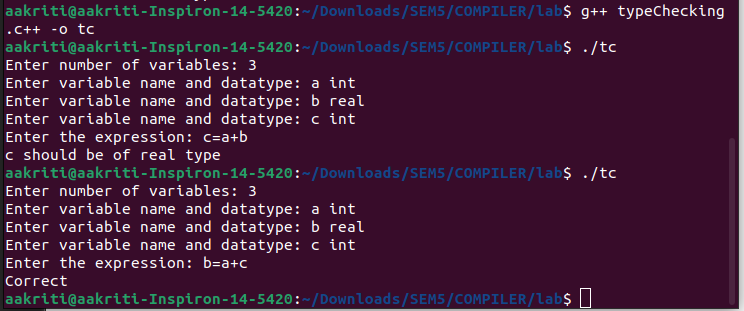 aakriti@aakriti-Inspiron-14-5420:~/Downloads/SEM5/COMPILER/lab$ g++ typeChecking
.c++ -o tc
aakriti@aakriti-Inspiron-14-5420:~/Downloads/SEM5/COMPILER/lab$ ./tc
Enter number of variables: 3
Enter variable name and datatype: a int
Enter variable name and datatype: b real
Enter variable name and datatype: c int
Enter the expression: c=a+b
c should be of real type
aakriti@aakriti-Inspiron-14-5420:~/Downloads/SEM5/COMPILER/lab$ ./tc
Enter number of variables: 3
Enter variable name and datatype: a int
Enter variable name and datatype: b real
Enter variable name and datatype: c int
Enter the expression: b=a+c
Correct
aakriti@aakriti-Inspiron-14-5420:~/Downloads/SEM5/COMPILER/lab$